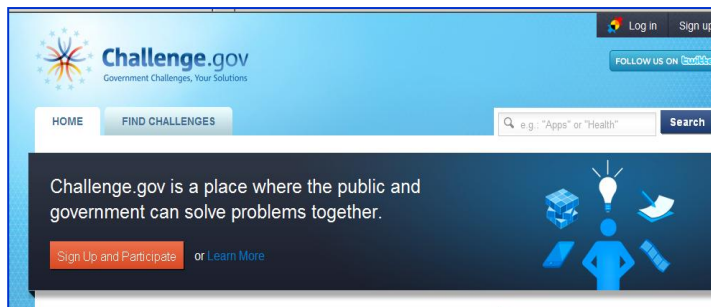 Log in Sign up
Challenge.gov
Government Challenges, Your Solutions
FOLLOW US ON twitter
HOME FIND CHALLENGES
e.g.: "Apps" or "Health" Search
Challenge.gov is a place where the public and
government can solve problems together.
Sign Up and Participate or Learn More